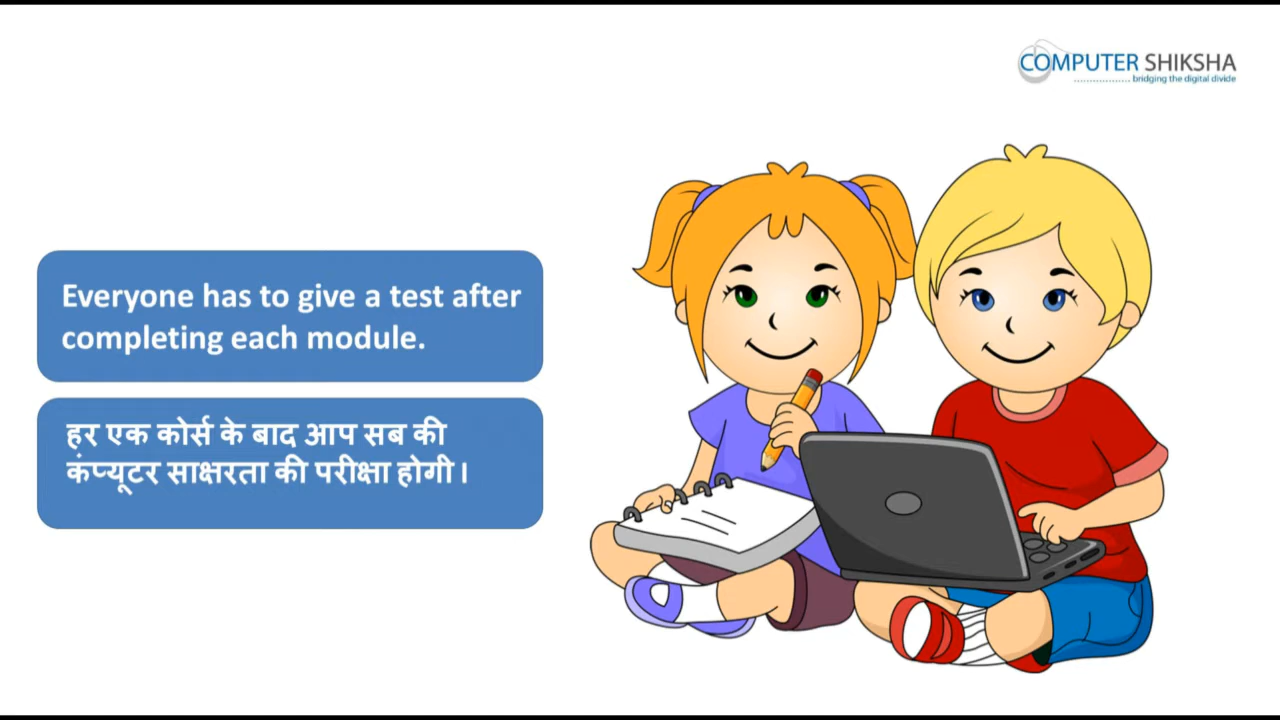 COMPUTER SHIKSHA
.................. bridging the digital divide
Everyone has to give a test after
completing each module.
हर एक कोर्स के बाद आप सब की
कंप्यूटर साक्षरता की परीक्षा होगी।